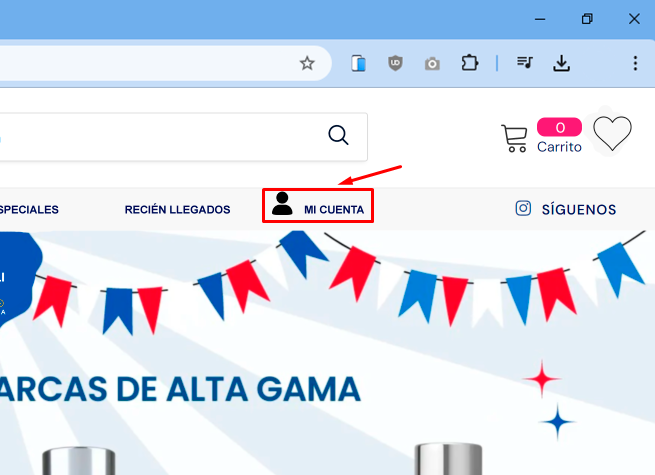 0
Carrito
SPECIALES
RECIÉN LLEGADOS
MI CUENTA
SÍGUENOS
ARCAS DE ALTA GAMA